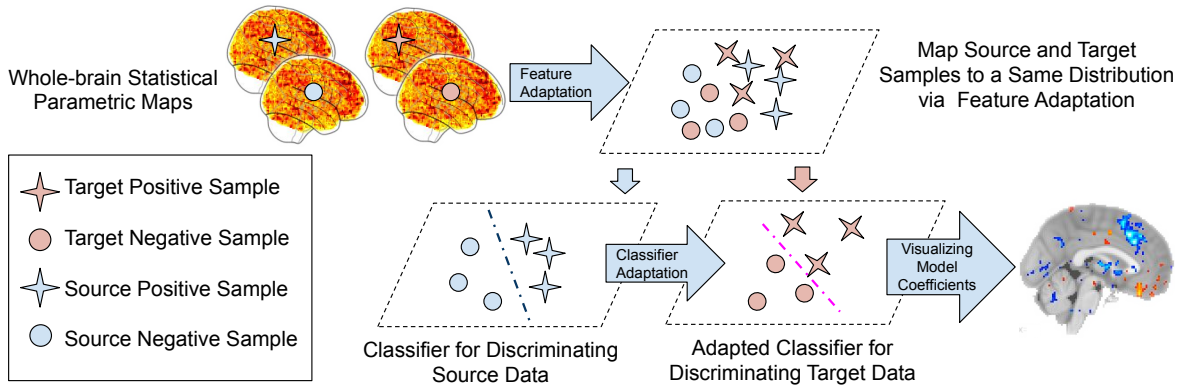 Whole-brain Statistical
Parametric Maps
Feature
Adaptation
Map Source and Target
Samples to a Same Distribution
via Feature Adaptation
Target Positive Sample
Target Negative Sample
Source Positive Sample
Source Negative Sample
Classifier
Adaptation
Visualizing
Model
Coefficients
Classifier for Discriminating
Source Data
Adapted Classifier for
Discriminating Target Data